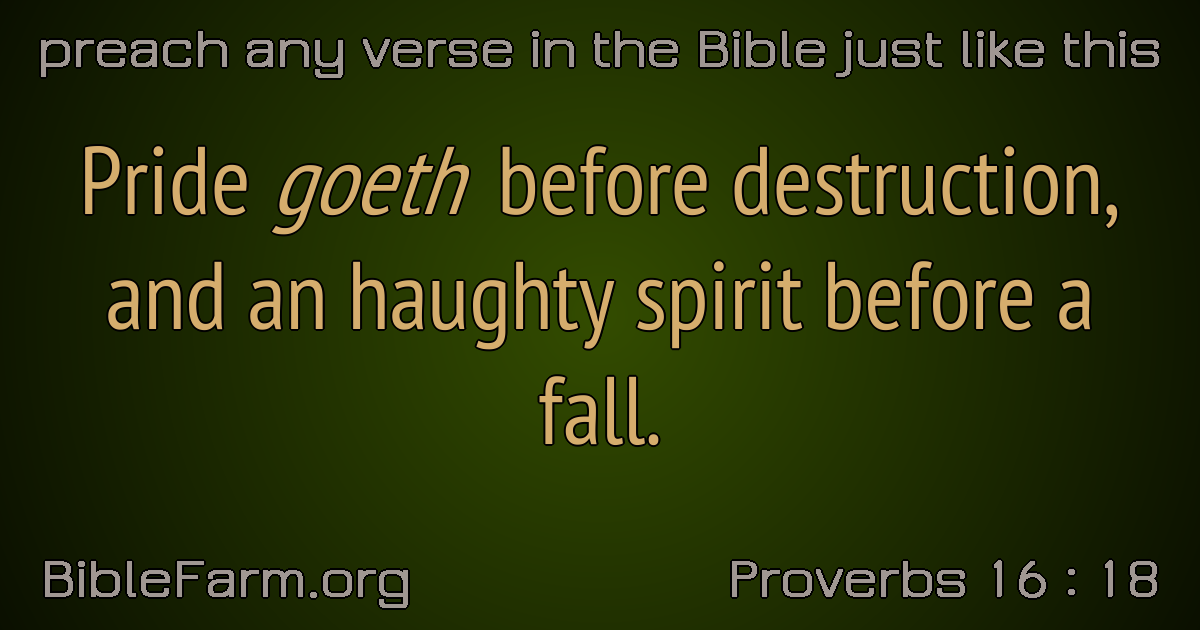 preach any verse in the Bible just like this
Pride goeth before destruction,
and an haughty spirit before a
fall.
BibleFarm.org
Proverbs 16 : 18